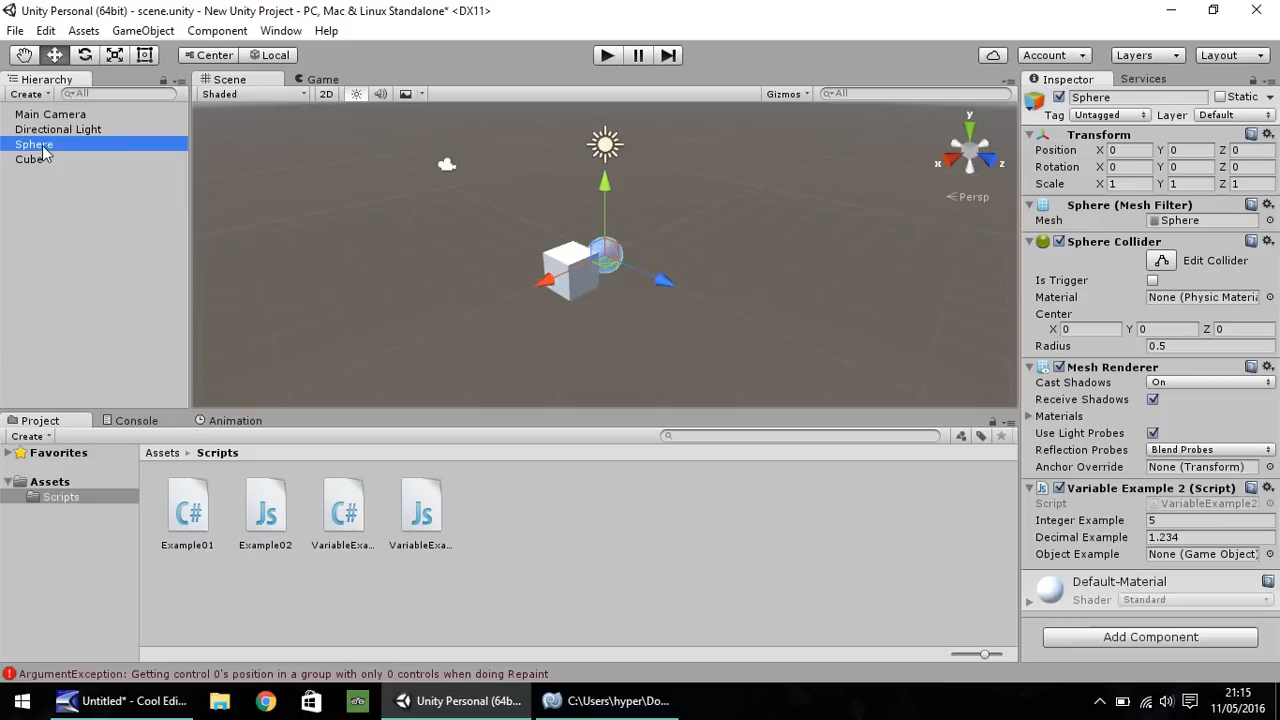 Unity Personal (64bit) - scene.unity - New Unity Project - PC, Mac & Linux Standalone* <DX11>
File Edit Assets GameObject Component Window Help
Center Local Account Layers Layout
Hierarchy Scene Game Inspector Services
Create All Shaded 2D Gizmos All
Sphere Static
Tag Untagged Layer Default
Main Camera
Directional Light
Sphere
Cube
y
x z
Persp
Transform
Position X 0 Y 0 Z 0
Rotation X 0 Y 0 Z 0
Scale X 1 Y 1 Z 1
Sphere (Mesh Filter)
Mesh Sphere
Sphere Collider
Edit Collider
Is Trigger
Material None (Physic Materia
Center
X 0 Y 0 Z 0
Radius 0.5
Mesh Renderer
Cast Shadows On
Receive Shadows
Materials
Use Light Probes
Reflection Probes Blend Probes
Anchor Override None (Transform)
Js Variable Example 2 (Script)
Script VariableExample2
Integer Example 5
Decimal Example 1.234
Object Example None (Game Object)
Default-Material
Shader Standard
Add Component
Project Console Animation
Create
Favorites
Assets
Scripts
Assets Scripts
C# Js C# Js
Example01 Example02 VariableExa... VariableExa...
ArgumentException: Getting control 0's position in a group with only 0 controls when doing Repaint
Untitled* - Cool Edi... Unity Personal (64b... C:\Users\hyper\Do...
21:15
11/05/2016